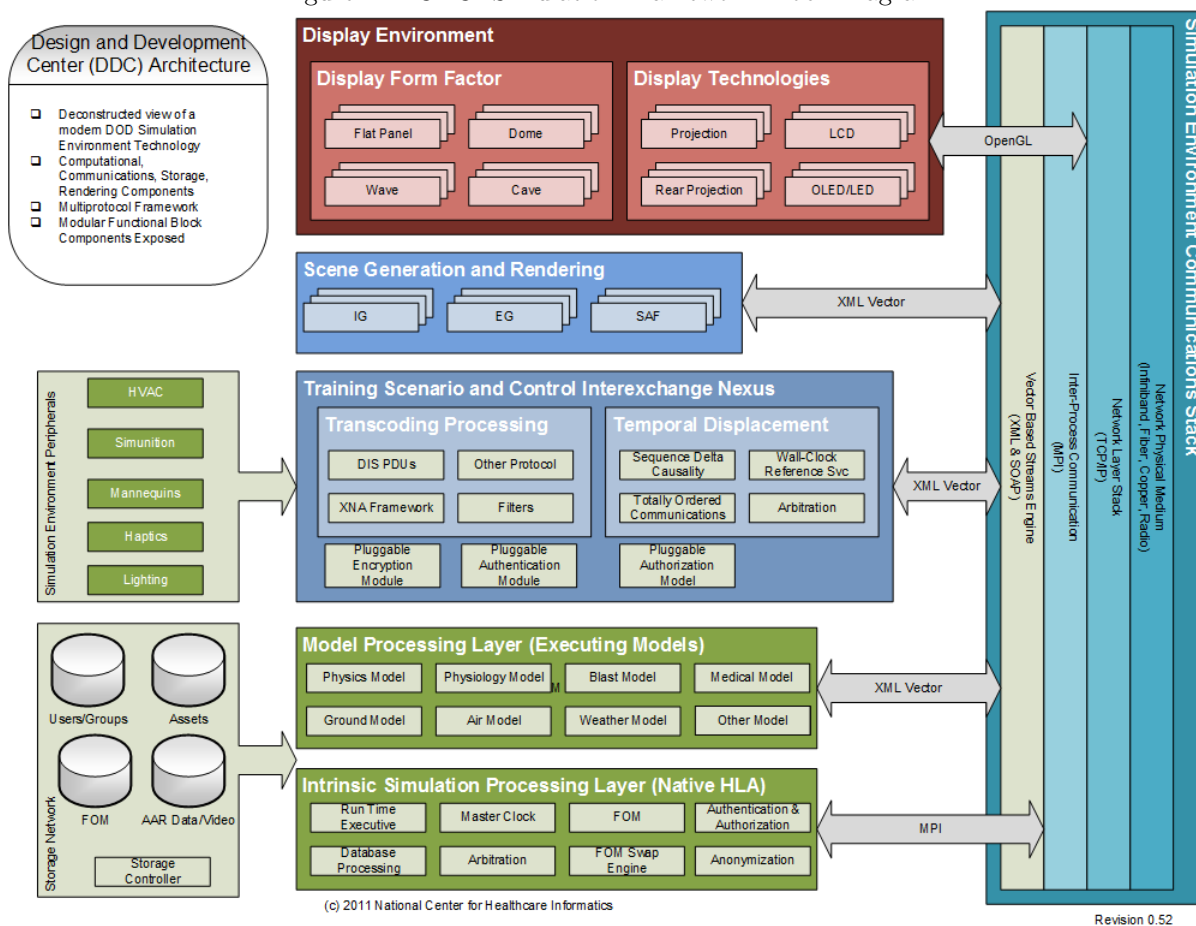 Design and Development
Center (DDC) Architecture
Deconstructed view of a
modern DOD Simulation
Environment Technology
Computational,
Communications, Storage,
Rendering Components
Multiprotocol Framework
Modular Functional Block
Components Exposed
Display Environment
Display Form Factor
Flat Panel
Dome
Wave
Cave
Display Technologies
Projection
LCD
Rear Projection
OLED/LED
OpenGL
Scene Generation and Rendering
IG
EG
SAF
XML Vector
Simulation Environment Peripherals
HVAC
Simunition
Mannequins
Haptics
Lighting
Training Scenario and Control Interexchange Nexus
Transcoding Processing
DIS PDUs
Other Protocol
XNA Framework
Filters
Temporal Displacement
Sequence Delta
Causality
Wall-Clock
Reference Svc
Totally Ordered
Communications
Arbitration
Pluggable
Encryption
Module
Pluggable
Authentication
Module
Pluggable
Authorization
Model
XML Vector
Storage Network
Users/Groups
Assets
FOM
AAR Data/Video
Storage
Controller
Model Processing Layer (Executing Models)
Physics Model
Physiology Model
M
Blast Model
Medical Model
Ground Model
Air Model
Weather Model
Other Model
XML Vector
Intrinsic Simulation Processing Layer (Native HLA)
Run Time
Executive
Master Clock
FOM
Authentication &
Authorization
Database
Processing
Arbitration
FOM Swap
Engine
Anonymization
MPI
Simulation Environment Communications Stack
Vector Based Streams Engine
(XML & SOAP)
Inter-Process Communication
(MPI)
Network Layer Stack
(TCP/IP)
Network Physical Medium
(Infiniband, Fiber, Copper, Radio)
(c) 2011 National Center for Healthcare Informatics
Revision 0.52